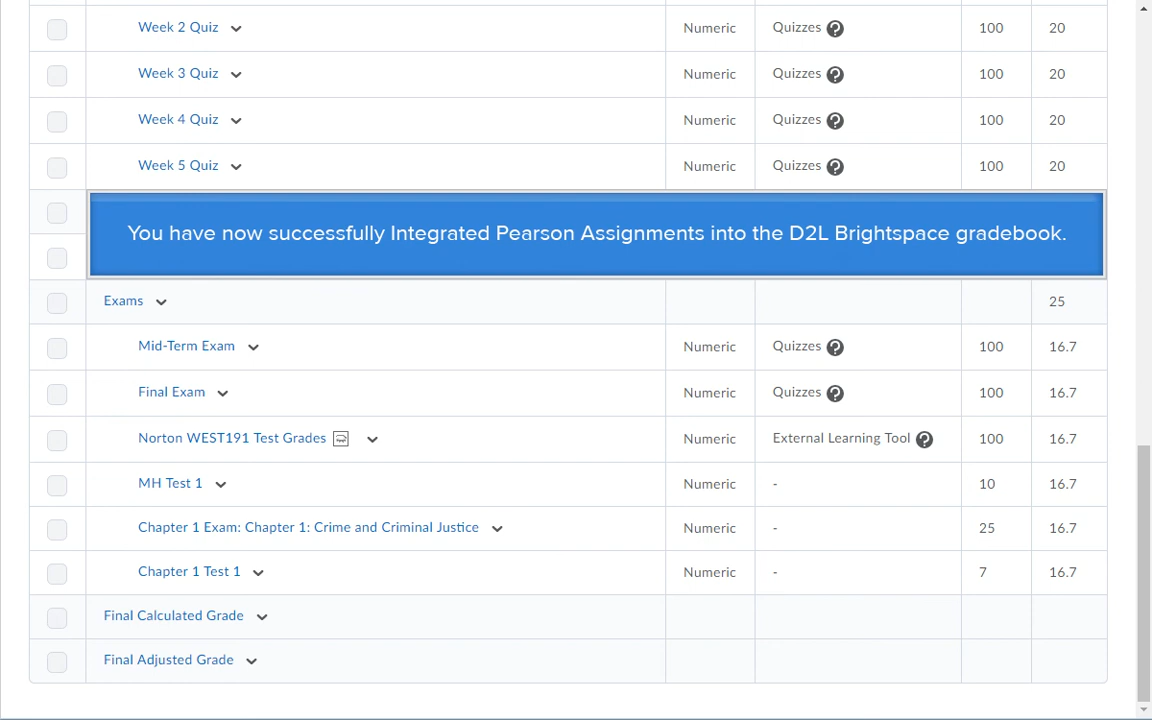 Week 2 Quiz Numeric Quizzes ? 100 20
Week 3 Quiz Numeric Quizzes ? 100 20
Week 4 Quiz Numeric Quizzes ? 100 20
Week 5 Quiz Numeric Quizzes ? 100 20
You have now successfully Integrated Pearson Assignments into the D2L Brightspace gradebook.
Exams 25
Mid-Term Exam Numeric Quizzes ? 100 16.7
Final Exam Numeric Quizzes ? 100 16.7
Norton WEST191 Test Grades Numeric External Learning Tool ? 100 16.7
MH Test 1 Numeric - 10 16.7
Chapter 1 Exam: Chapter 1: Crime and Criminal Justice Numeric - 25 16.7
Chapter 1 Test 1 Numeric - 7 16.7
Final Calculated Grade
Final Adjusted Grade